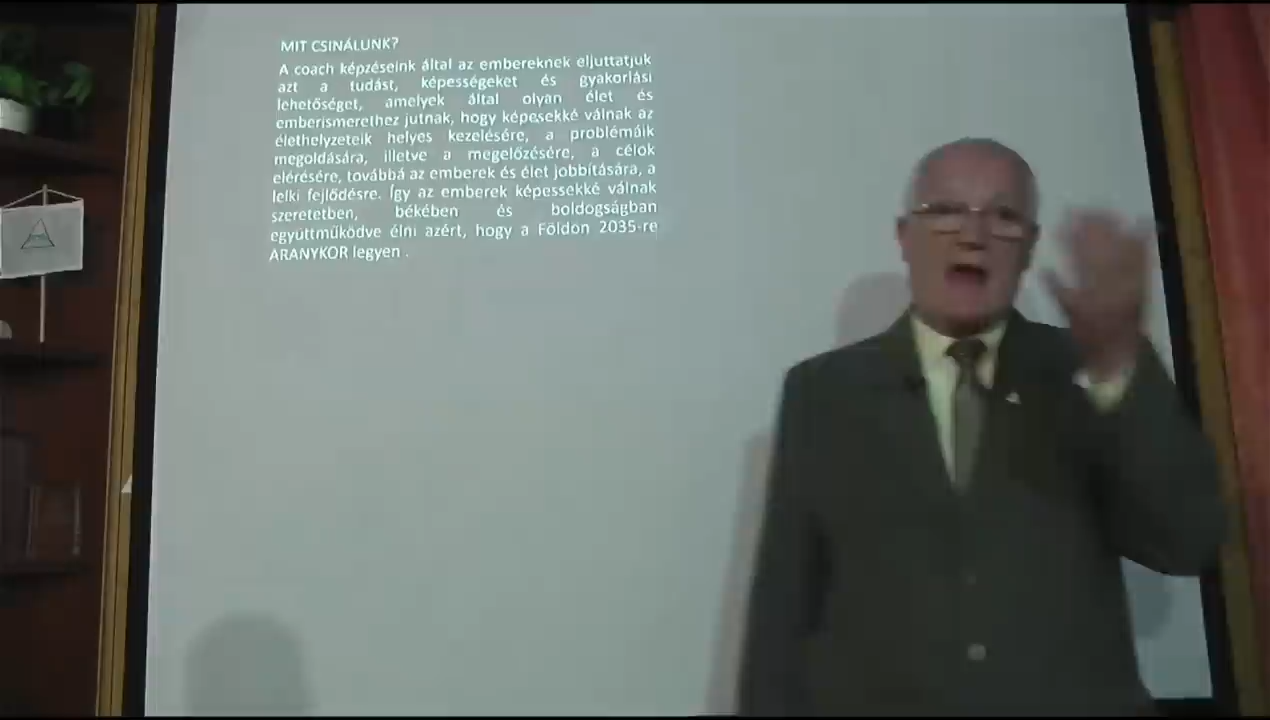 MIT CSINÁLUNK?
A coach képzéseink által az embereknek eljuttatjuk
azt a tudást, képességeket és gyakorlási
lehetőséget, amelyek által olyan élet és
emberismerethez jutnak, hogy képesekké válnak az
élethelyzeteik helyes kezelésére, a problémáik
megoldására, illetve a megelőzésére, a célok
elérésére, továbbá az emberek és élet jobbítására, a
lelki fejlődésre. Így az emberek képessekké válnak
szeretetben, békében és boldogságban
együttműködve élni azért, hogy a Földön 2035-re
ARANYKOR legyen .